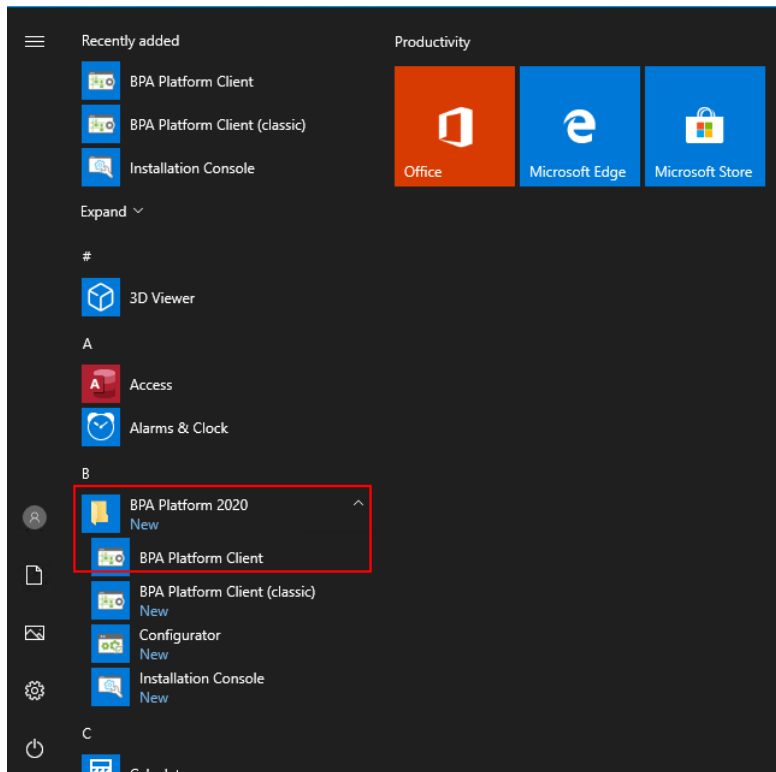 Recently added
BPA Platform Client
BPA Platform Client (classic)
Installation Console
Expand
#
3D Viewer
A
Access
Alarms & Clock
B
BPA Platform 2020
New
BPA Platform Client
BPA Platform Client (classic)
New
Configurator
New
Installation Console
New
C
Productivity
Office
Microsoft Edge
Microsoft Store